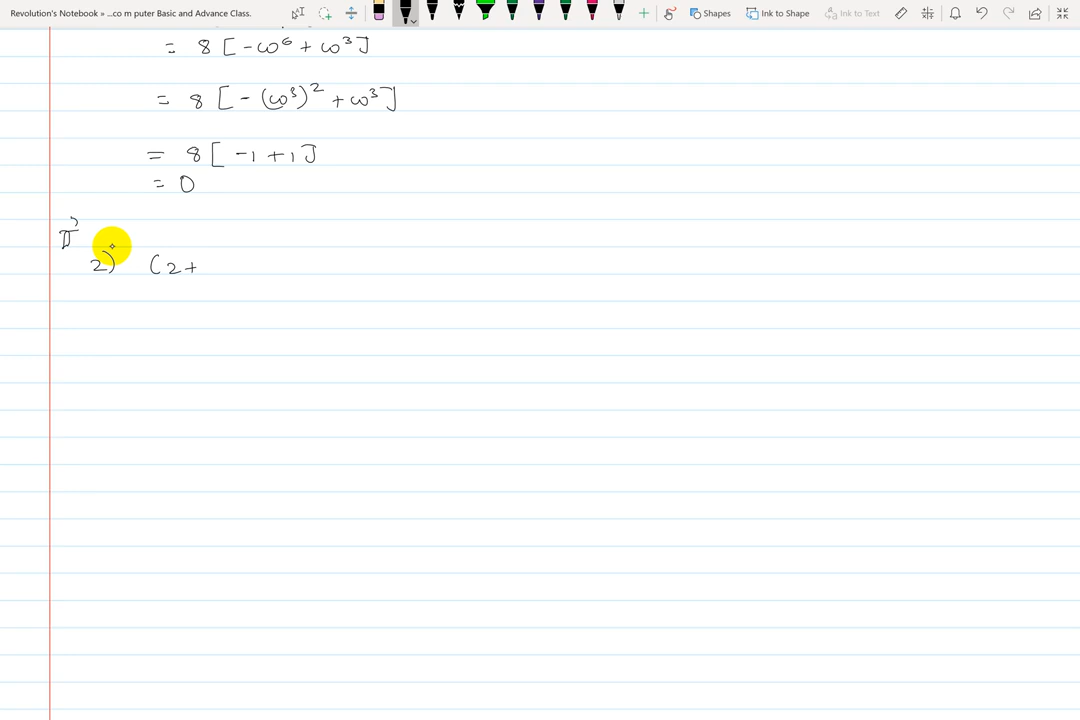 Revolution's Notebook » ...co m puter Basic and Advance Class.
Shapes
Ink to Shape
Ink to Text
= 8 [ -ω⁶ + ω³ ]
= 8 [ - (ω³)² + ω³ ]
= 8 [ -1 + 1 ]
= 0
II)
2) (2+